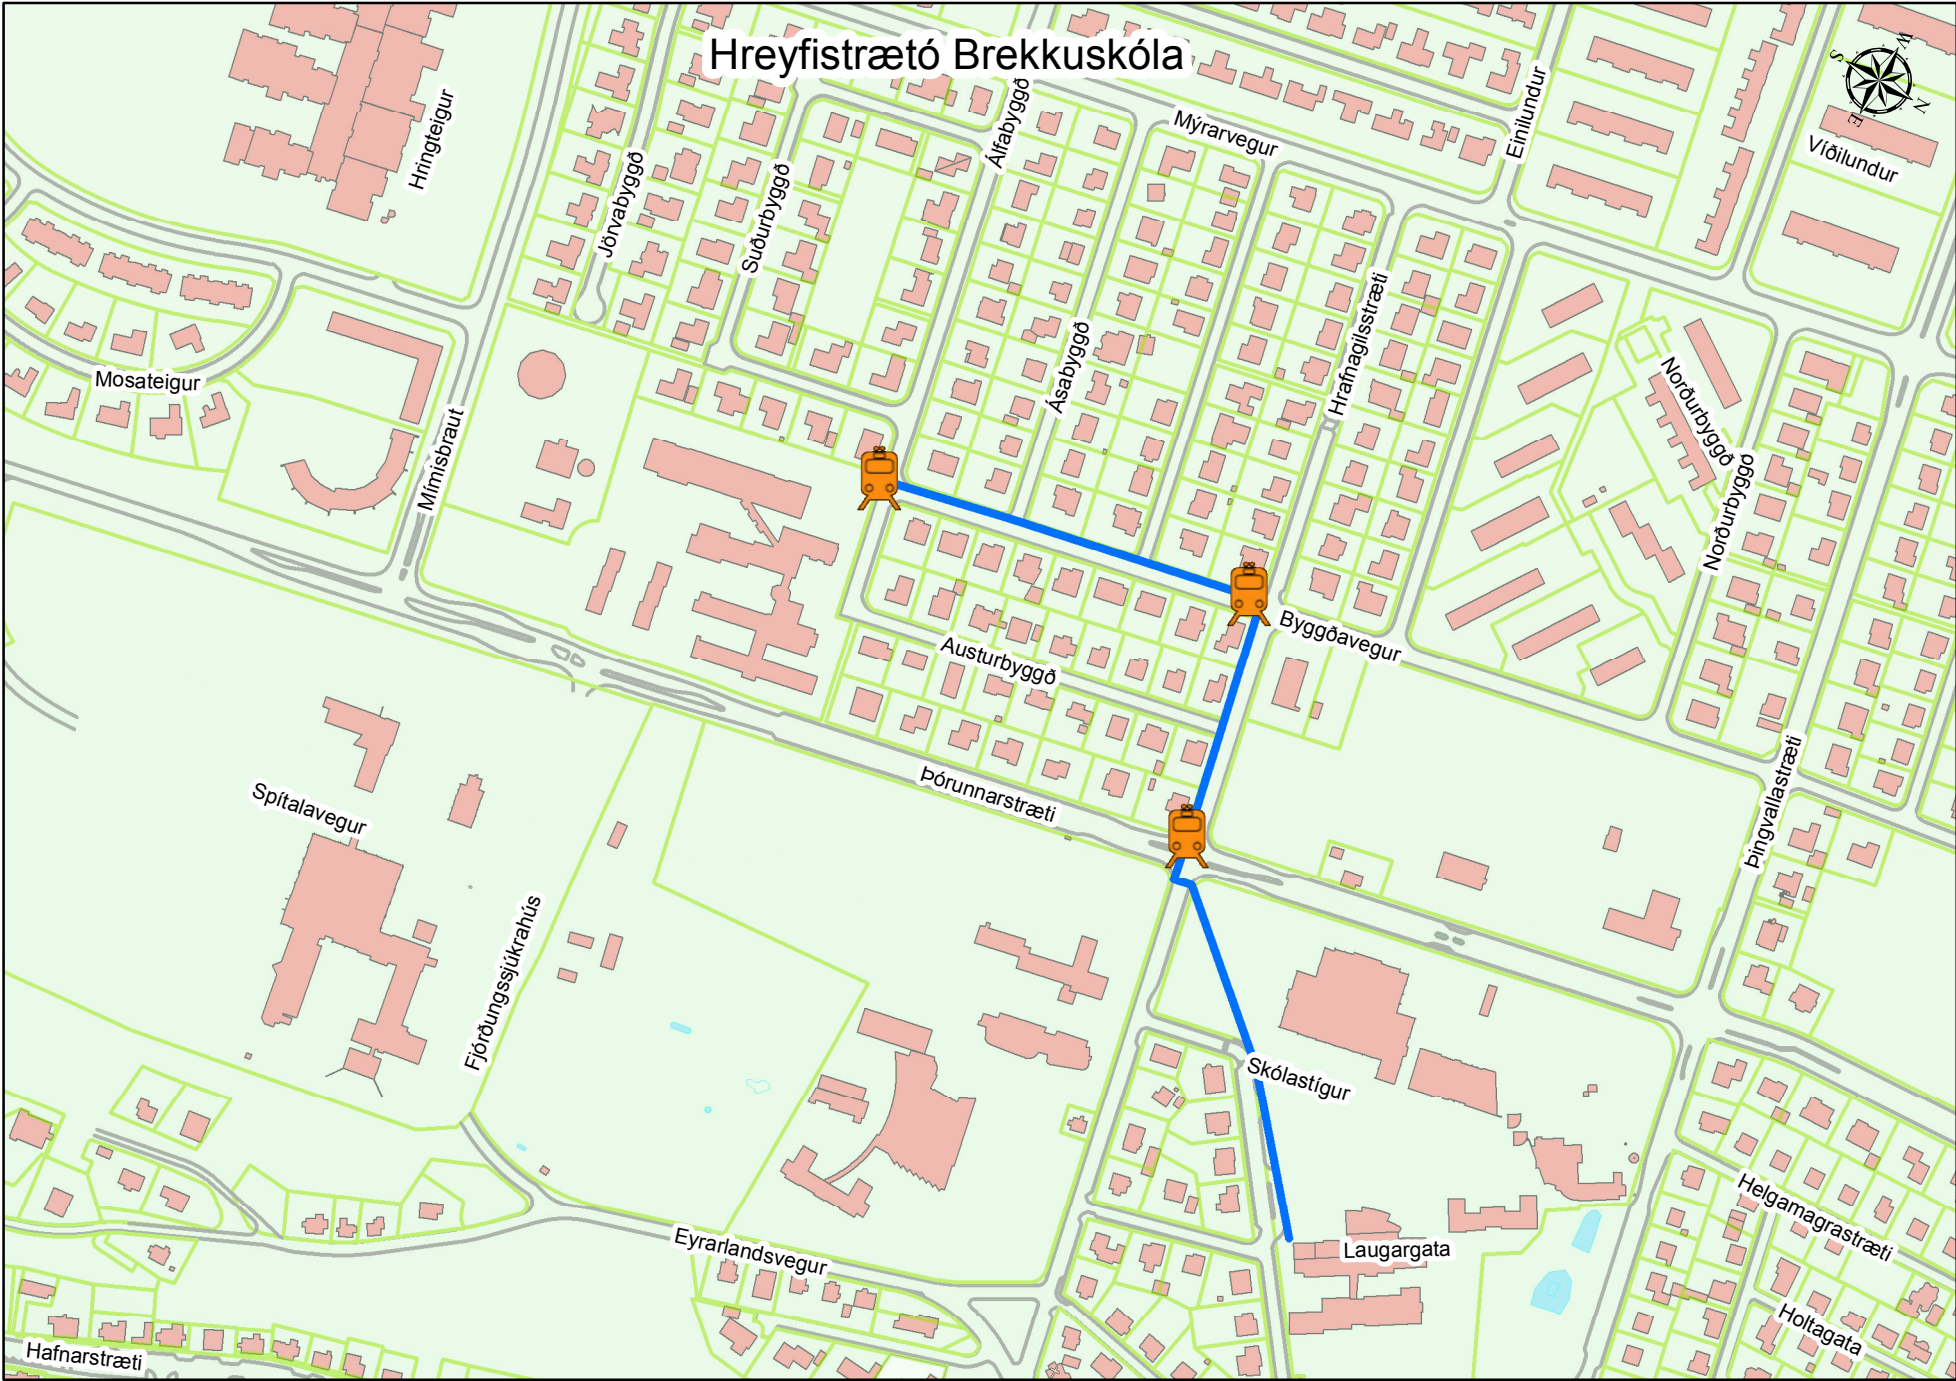 Hreyfistrætó Brekkuskóla
W
S
N
E
Hringteigur
Álfabyggð
Mýrarvegur
Einilundur
Víðilundur
Jörvabyggð
Suðurbyggð
Mosateigur
Mímisbraut
Ásabyggð
Hrafnagilsstræti
Norðurbyggð
Norðurbyggð
Byggðavegur
Austurbyggð
Þórunnarstræti
Þingvallastræti
Spítalavegur
Fjórðungssjúkrahús
Skólastígur
Eyrarlandsvegur
Laugargata
Helgamagrastræti
Holtagata
Hafnarstræti